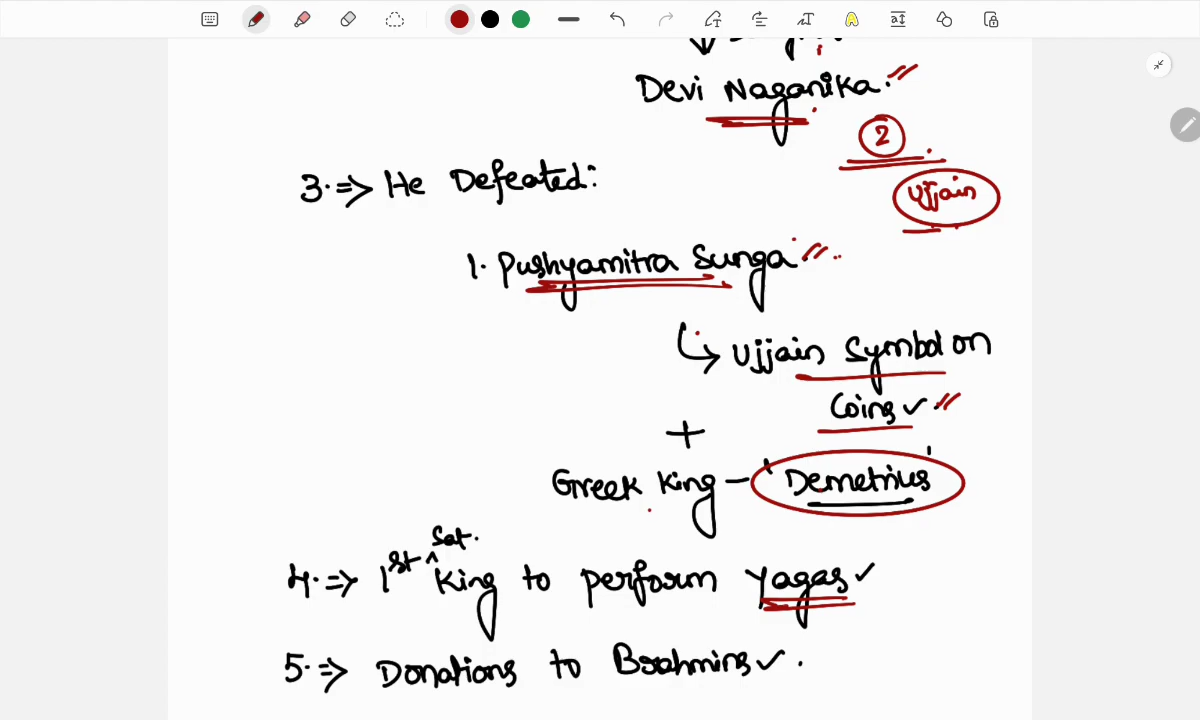 Devi Naganika.
2
Ujjain
3. => He Defeated:
1. Pushyamitra Sunga
Ujjain Symbol on
Coins ✓
+
Greek King - 'Demetrius'
Sat.
4. => 1st ^ King to perform Yagas ✓
5. => Donations to Brahmins ✓.